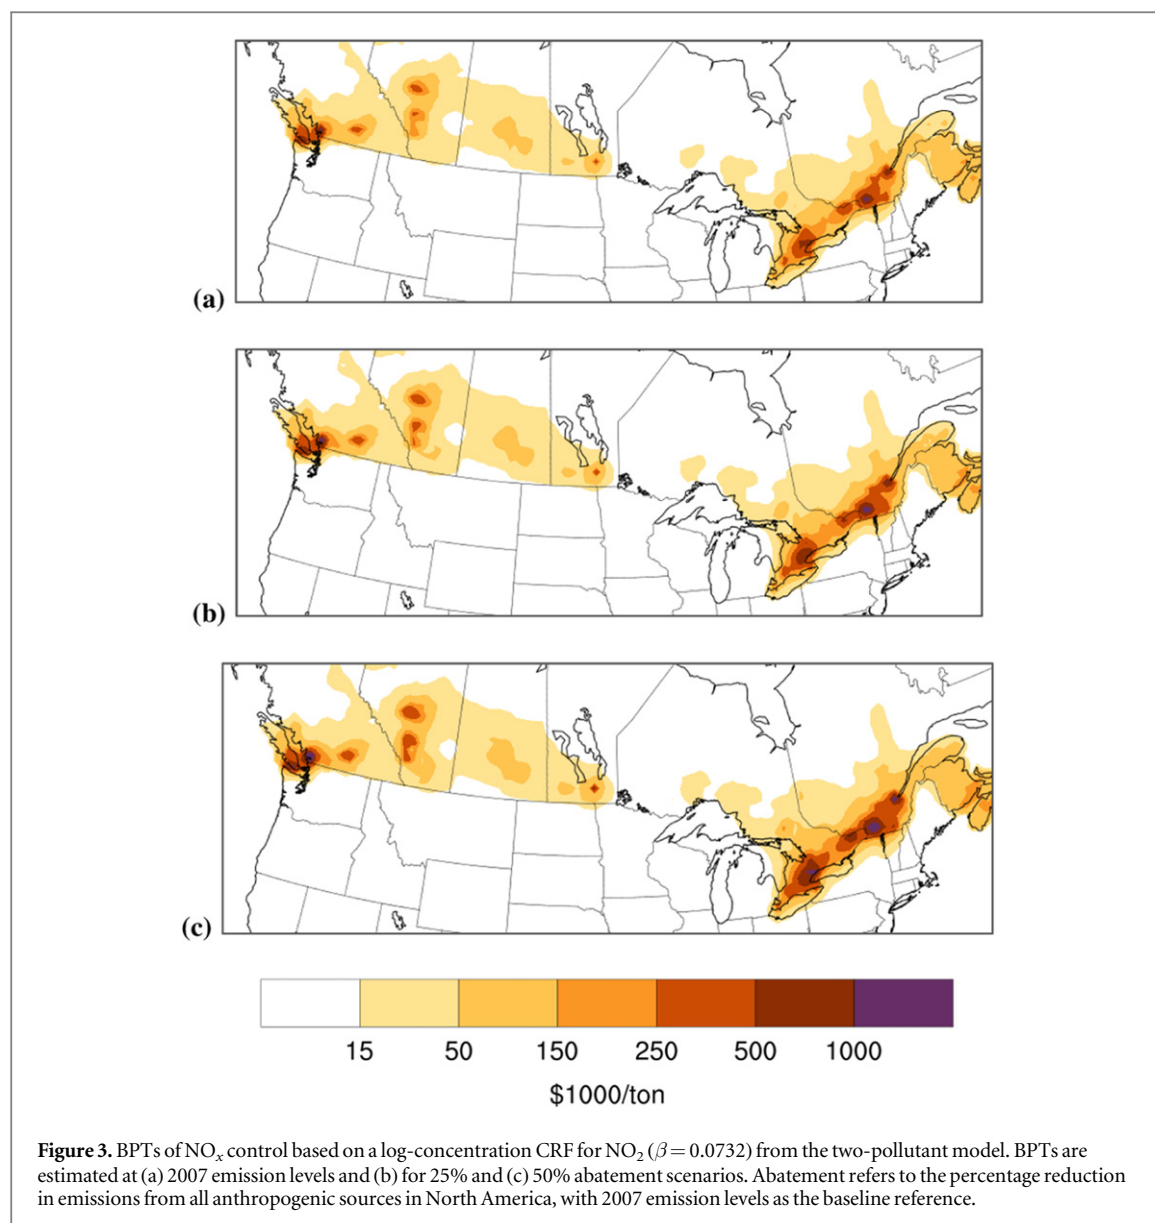 (a)
(b)
(c)
15 50 150 250 500 1000
$1000/ton
Figure 3. BPTs of NOx control based on a log-concentration CRF for NO2 (β = 0.0732) from the two-pollutant model. BPTs are
estimated at (a) 2007 emission levels and (b) for 25% and (c) 50% abatement scenarios. Abatement refers to the percentage reduction
in emissions from all anthropogenic sources in North America, with 2007 emission levels as the baseline reference.